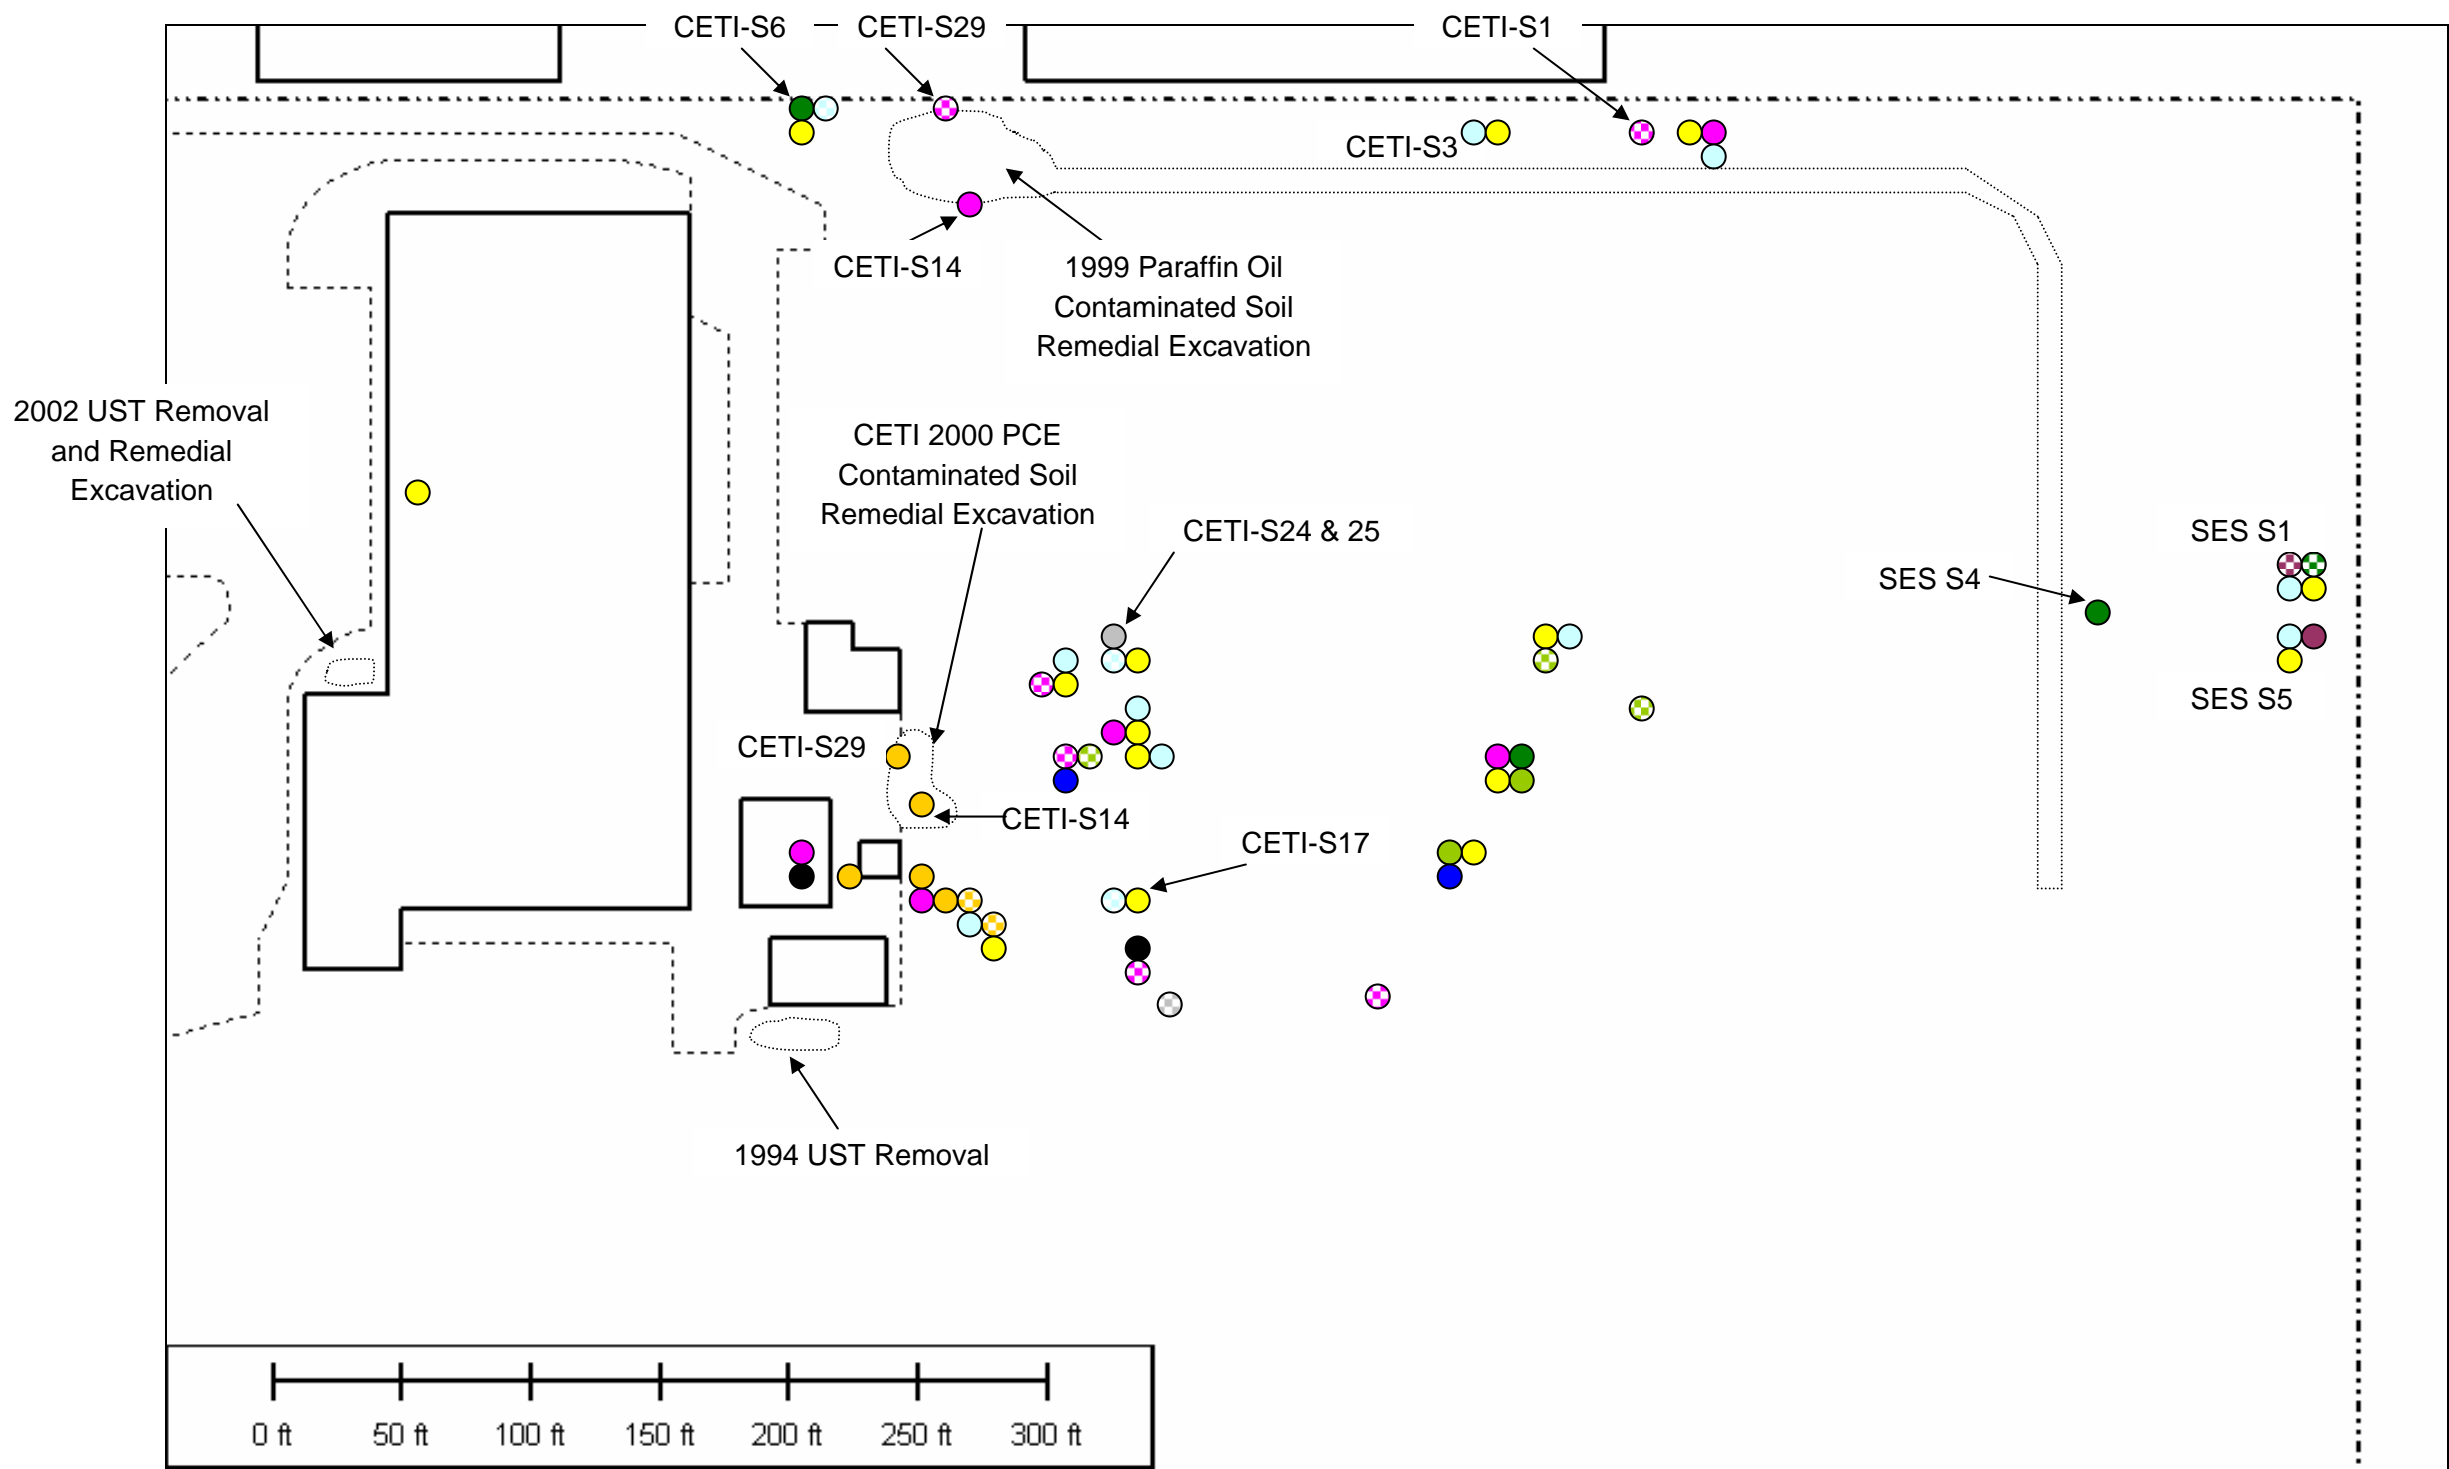 CETI-S6
CETI-S29
CETI-S1
CETI-S3
CETI-S14
1999 Paraffin Oil
Contaminated Soil
Remedial Excavation
2002 UST Removal
and Remedial
Excavation
CETI 2000 PCE
Contaminated Soil
Remedial Excavation
CETI-S24 & 25
SES S1
SES S4
SES S5
CETI-S29
CETI-S14
CETI-S17
1994 UST Removal
0 ft 50 ft 100 ft 150 ft 200 ft 250 ft 300 ft